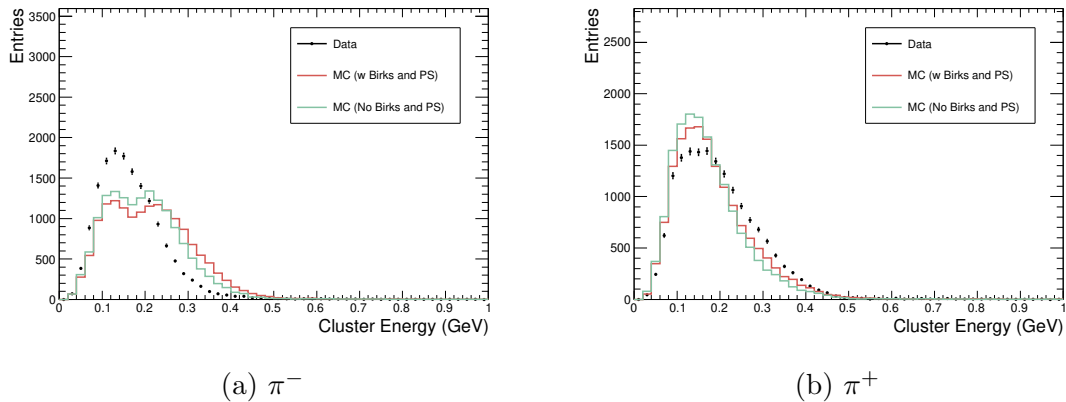 Entries
3500
3000
2500
2000
1500
1000
500
0
Data
MC (w Birks and PS)
MC (No Birks and PS)
0 0.1 0.2 0.3 0.4 0.5 0.6 0.7 0.8 0.9 1
Cluster Energy (GeV)
(a) π−
Entries
2500
2000
1500
1000
500
0
Data
MC (w Birks and PS)
MC (No Birks and PS)
0 0.1 0.2 0.3 0.4 0.5 0.6 0.7 0.8 0.9 1
Cluster Energy (GeV)
(b) π+